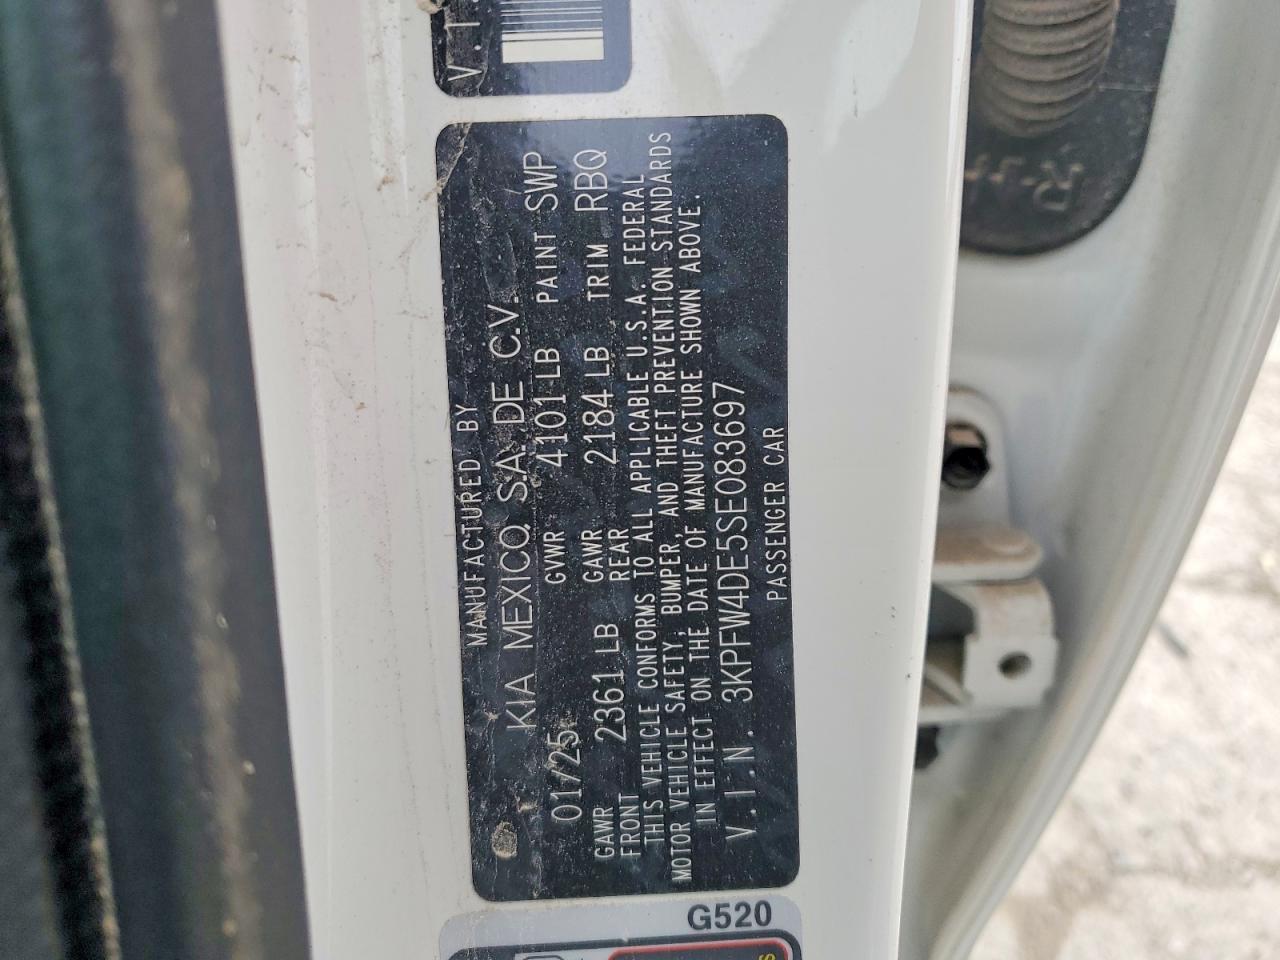 V.I
MANUFACTURED BY
KIA MEXICO, S.A. DE C.V.
01/25 GVWR 4101 LB PAINT SWP
GAWR FRONT 2361 LB GAWR REAR 2184 LB TRIM RBQ
THIS VEHICLE CONFORMS TO ALL APPLICABLE U.S.A. FEDERAL
MOTOR VEHICLE SAFETY, BUMPER, AND THEFT PREVENTION STANDARDS
IN EFFECT ON THE DATE OF MANUFACTURE SHOWN ABOVE.
V.I.N. 3KPFW4DE5SE083697
PASSENGER CAR
G520